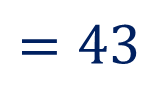 = 43